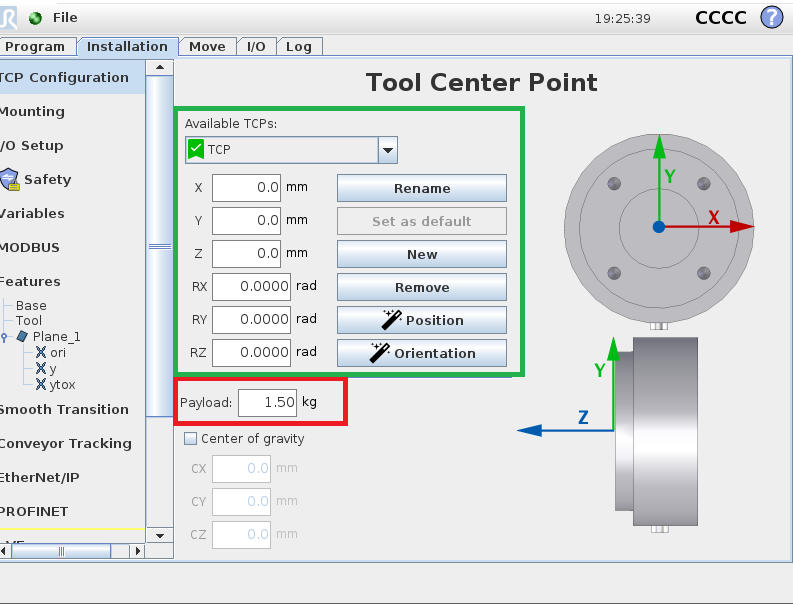 File 19:25:39 CCCC ?
Program Installation Move I/O Log
TCP Configuration
Mounting
I/O Setup
Safety
Variables
MODBUS
Features
Base
Tool
Plane_1
ori
y
ytox
Smooth Transition
Conveyor Tracking
EtherNet/IP
PROFINET
Tool Center Point
Available TCPs:
TCP
X 0.0 mm Rename
Y 0.0 mm Set as default
Z 0.0 mm New
RX 0.0000 rad Remove
RY 0.0000 rad Position
RZ 0.0000 rad Orientation
Payload: 1.50 kg
Center of gravity
CX 0.0 mm
CY 0.0 mm
CZ 0.0 mm
Y
X
Y
Z